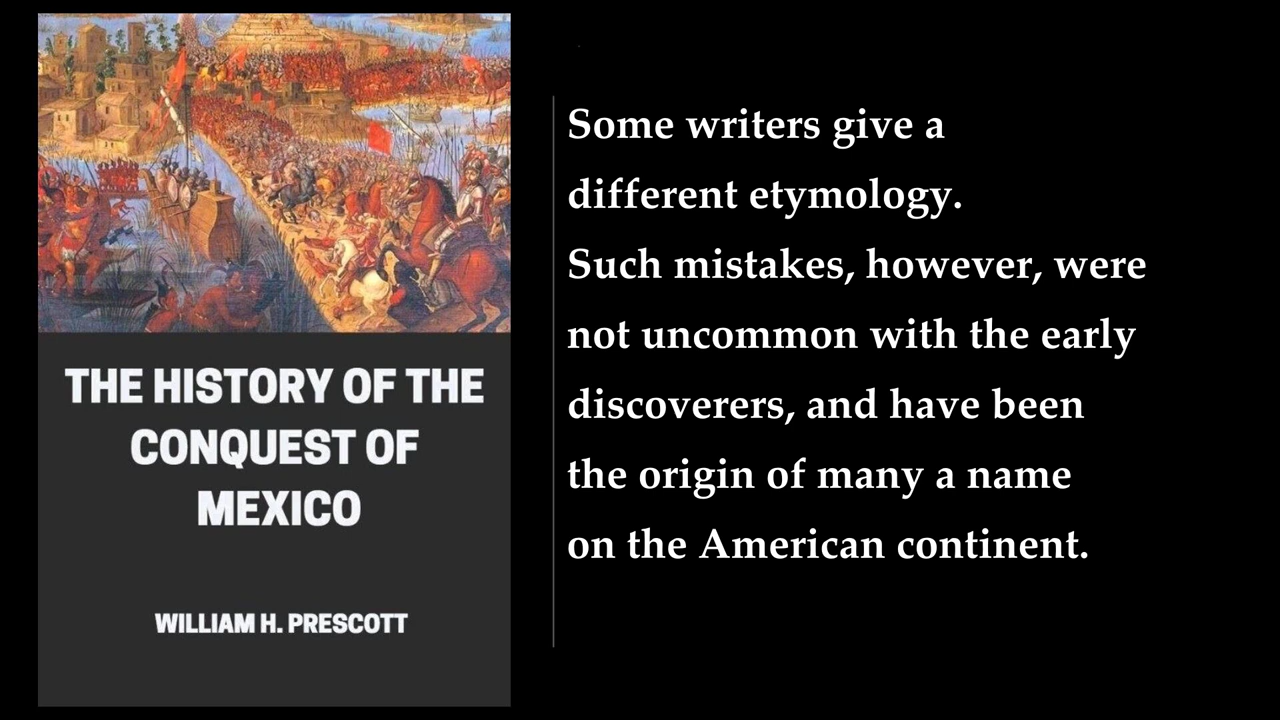 THE HISTORY OF THE
CONQUEST OF
MEXICO
WILLIAM H. PRESCOTT
Some writers give a
different etymology.
Such mistakes, however, were
not uncommon with the early
discoverers, and have been
the origin of many a name
on the American continent.